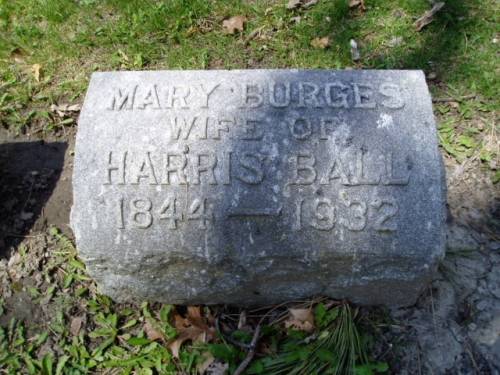 MARY BURGES
WIFE OF
HARRIS BALL
1844 — 1932